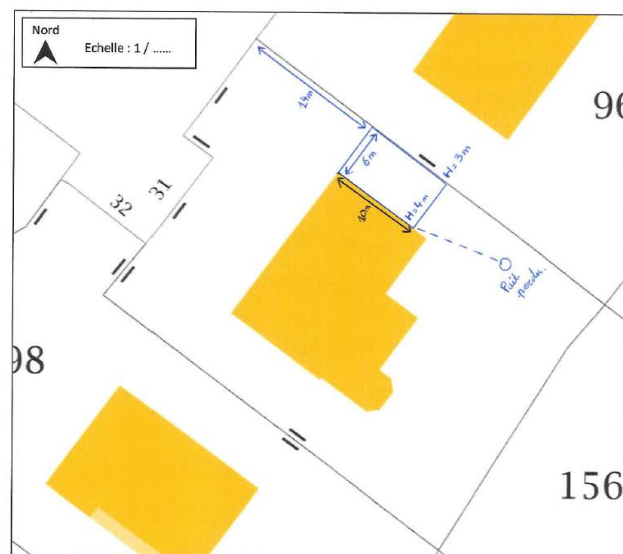 Nord
Echelle : 1 / ......
14m
96
6m
H=3m
31
32
10m
H=4m
Puit
perdu.
98
156